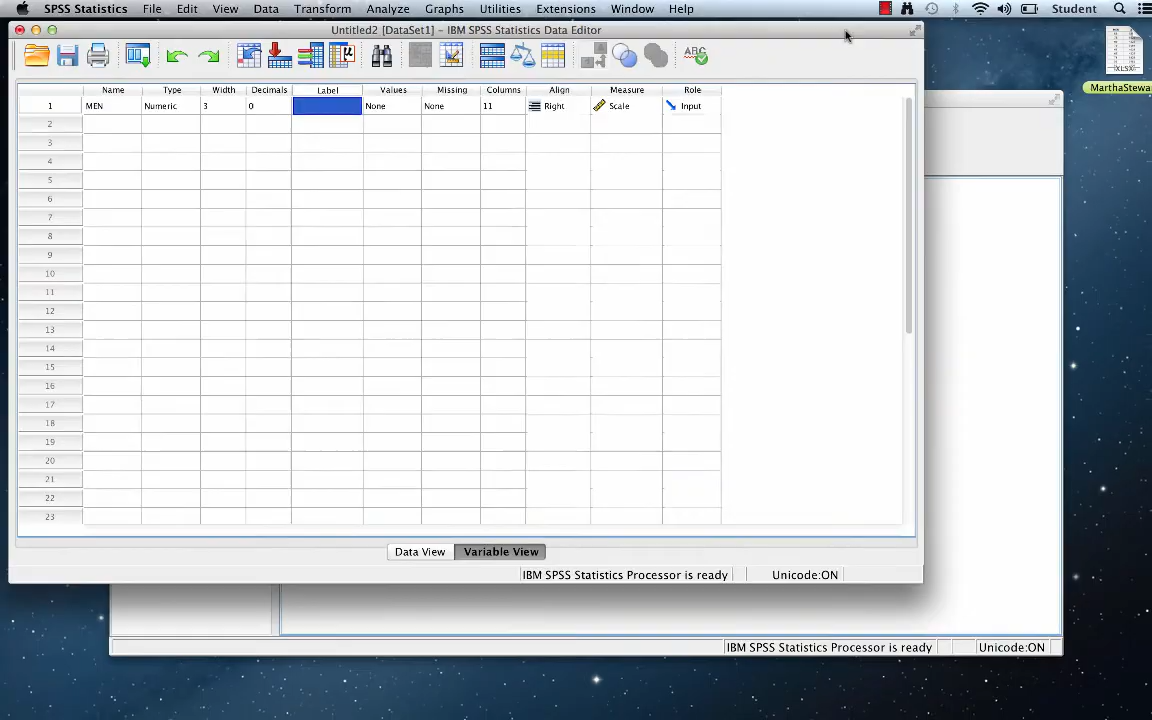 SPSS Statistics File Edit View Data Transform Analyze Graphs Utilities Extensions Window Help Student
Untitled2 [DataSet1] – IBM SPSS Statistics Data Editor
XLSX
MarthaStewa
Name Type Width Decimals Label Values Missing Columns Align Measure Role
1 MEN Numeric 3 0 None None 11 Right Scale Input
2
3
4
5
6
7
8
9
10
11
12
13
14
15
16
17
18
19
20
21
22
23
Data View Variable View
IBM SPSS Statistics Processor is ready Unicode:ON
IBM SPSS Statistics Processor is ready Unicode:ON